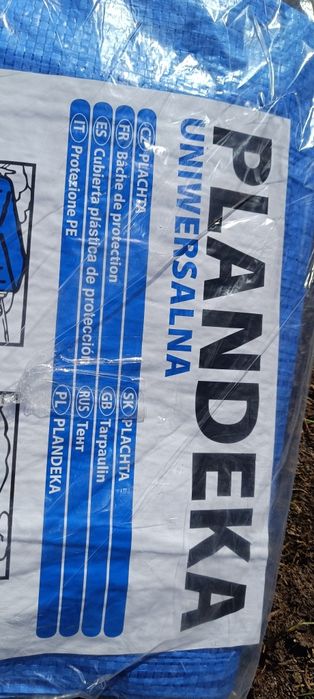 PLANDEKA
UNIWERSALNA
CZ PLACHTA
SK PLACHTA
FR Bâche de protection
GB Tarpaulin
ES Cubierta plástica de protección
RUS Тент
IT Protezione PE
PL PLANDEKA